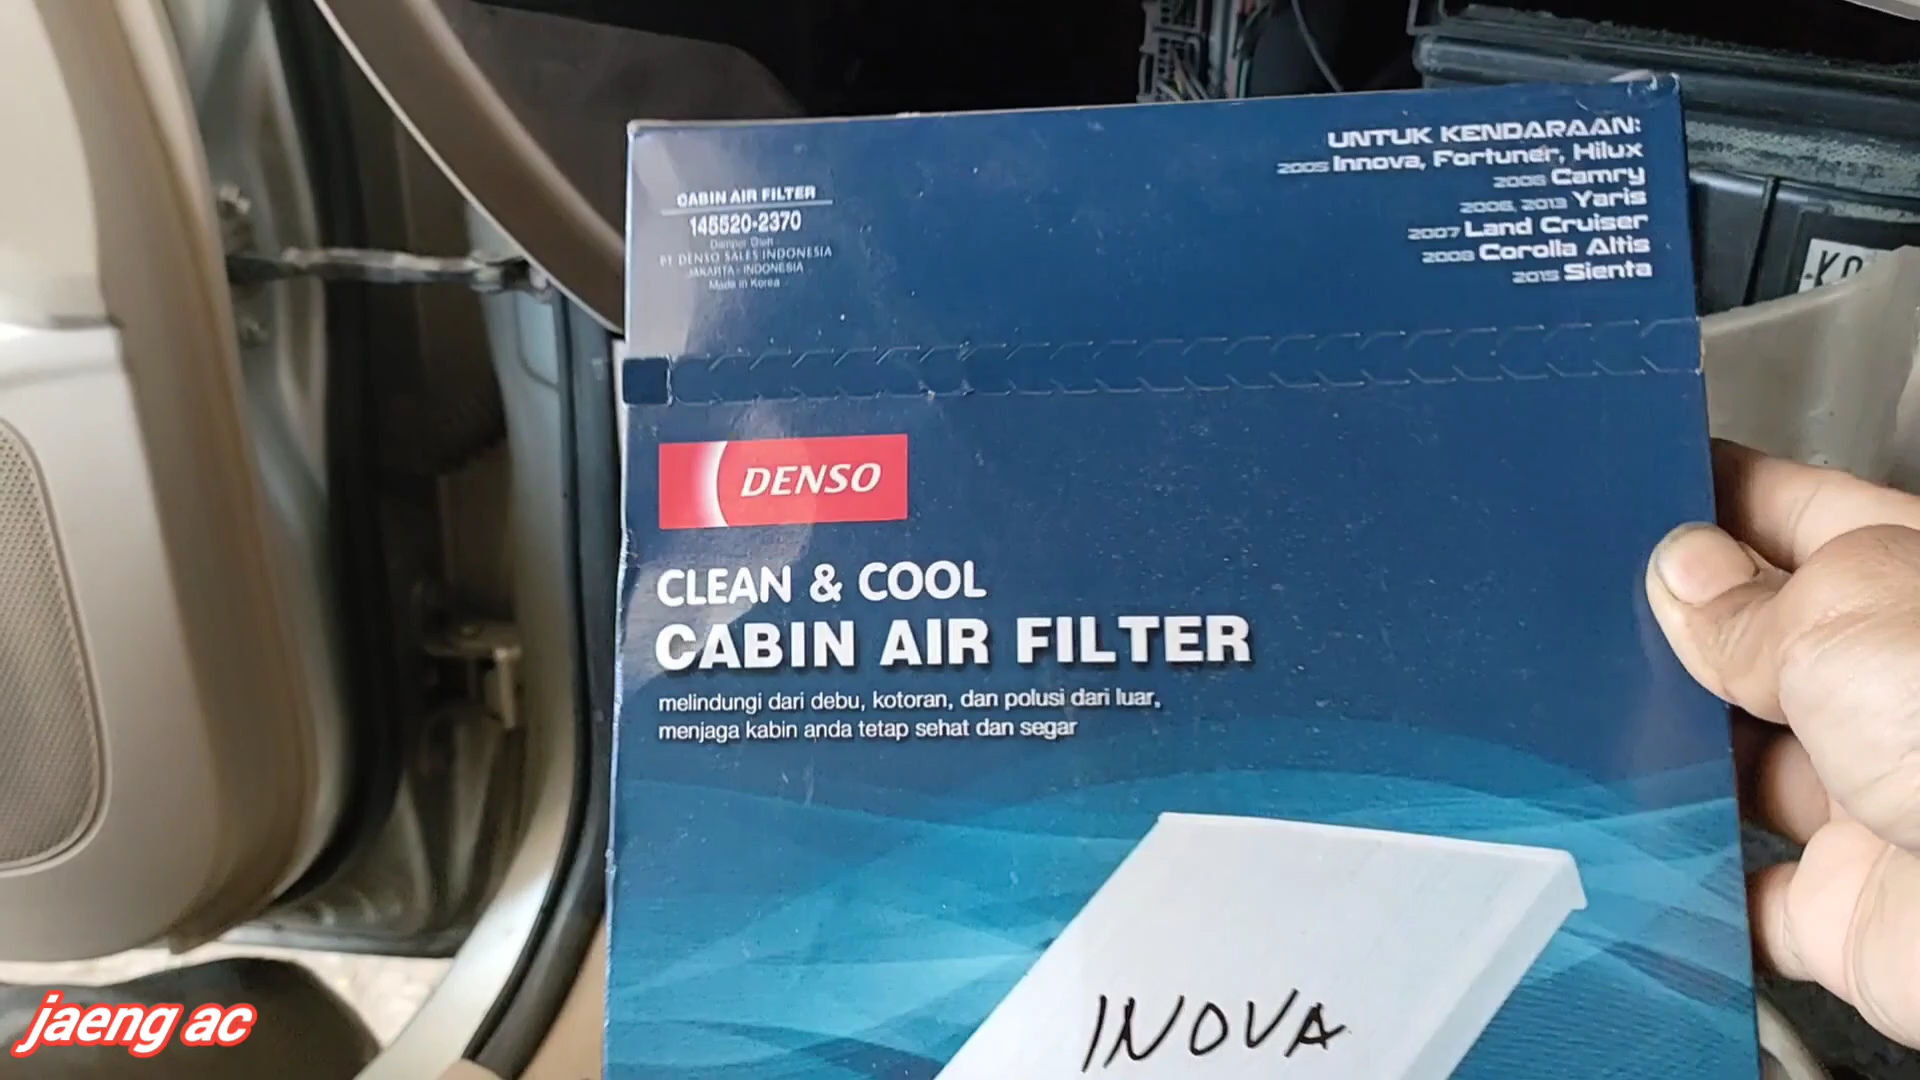 CABIN AIR FILTER
145520-2370
Diimpor Oleh
PT DENSO SALES INDONESIA
JAKARTA - INDONESIA
Made in Korea
UNTUK KENDARAAN:
2005 Innova, Fortuner, Hilux
2006 Camry
2006, 2013 Yaris
2007 Land Cruiser
2008 Corolla Altis
2015 Sienta
DENSO
CLEAN & COOL
CABIN AIR FILTER
melindungi dari debu, kotoran, dan polusi dari luar,
menjaga kabin anda tetap sehat dan segar
INOVA
jaeng ac